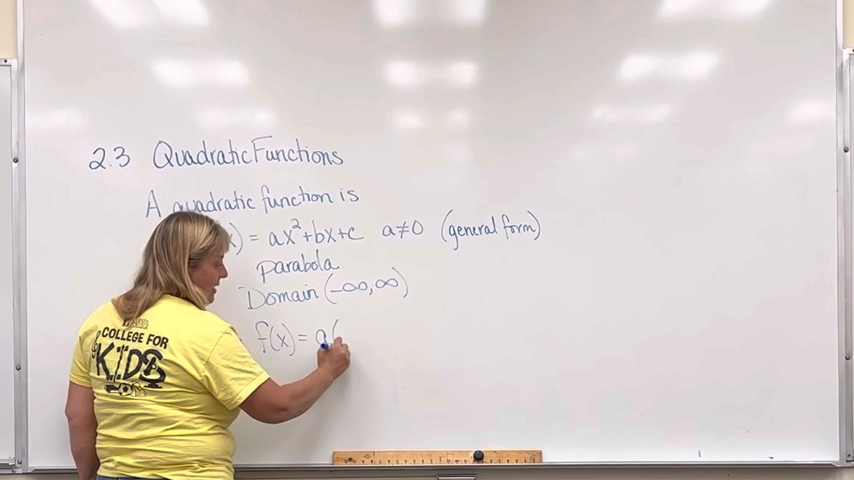 2.3 Quadratic Functions
A quadratic function is
x) = ax²+bx+c a≠0 (general form)
parabola
Domain (-∞,∞)
f(x) = a(
COLLEGE FOR
KIDS